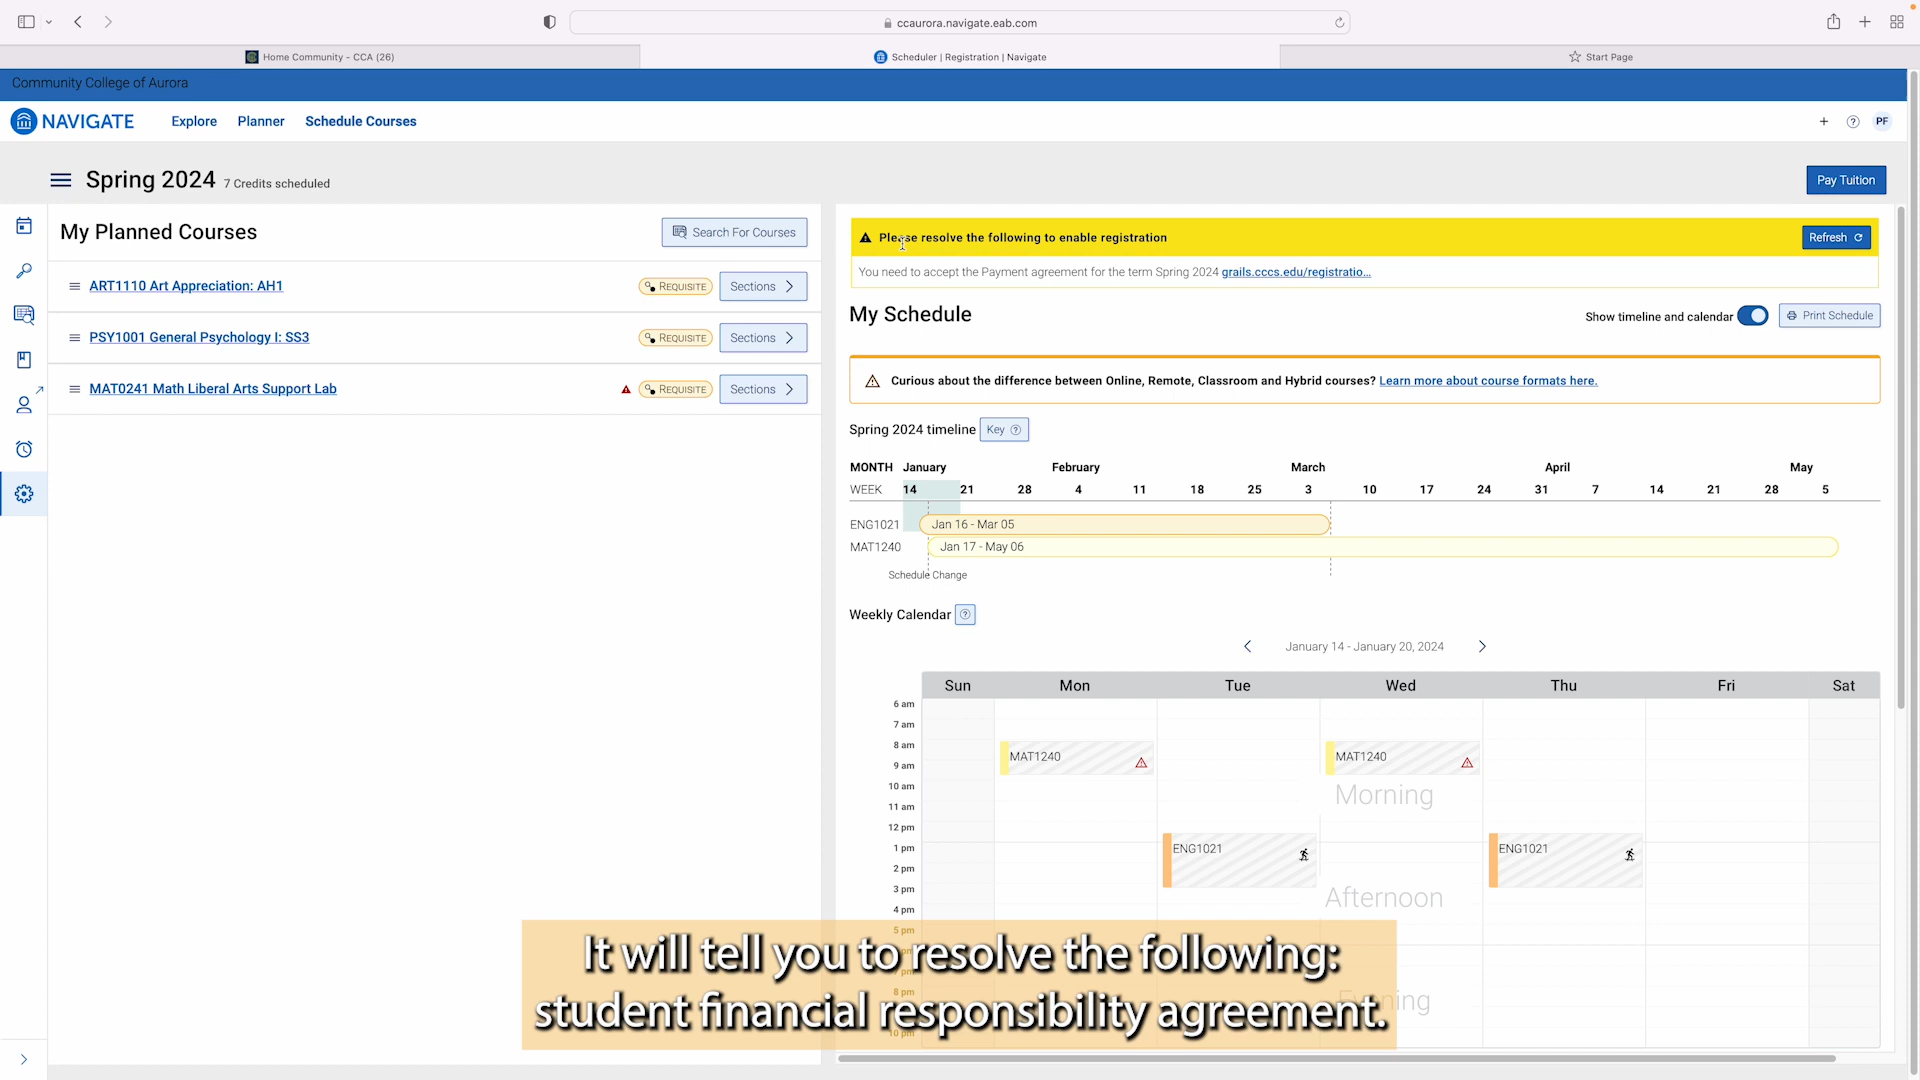 ccaurora.navigate.eab.com
Home Community - CCA (26)
Scheduler | Registration | Navigate
Start Page
Community College of Aurora
NAVIGATE
Explore
Planner
Schedule Courses
PF
Spring 2024
7 Credits scheduled
Pay Tuition
My Planned Courses
Search For Courses
ART1110 Art Appreciation: AH1
REQUISITE
Sections
PSY1001 General Psychology I: SS3
REQUISITE
Sections
MAT0241 Math Liberal Arts Support Lab
REQUISITE
Sections
Please resolve the following to enable registration
Refresh
You need to accept the Payment agreement for the term Spring 2024 grails.cccs.edu/registratio...
My Schedule
Show timeline and calendar
Print Schedule
Curious about the difference between Online, Remote, Classroom and Hybrid courses? Learn more about course formats here.
Spring 2024 timeline
Key
MONTH January February March April May
WEEK 14 21 28 4 11 18 25 3 10 17 24 31 7 14 21 28 5
ENG1021 Jan 16 - Mar 05
MAT1240 Jan 17 - May 06
Schedule Change
Weekly Calendar
January 14 - January 20, 2024
Sun Mon Tue Wed Thu Fri Sat
6 am
7 am
8 am
MAT1240
MAT1240
9 am
10 am
Morning
11 am
12 pm
1 pm
ENG1021
ENG1021
2 pm
3 pm
Afternoon
4 pm
5 pm
It will tell you to resolve the following:
8 pm
student financial responsibility agreement.
10 pm